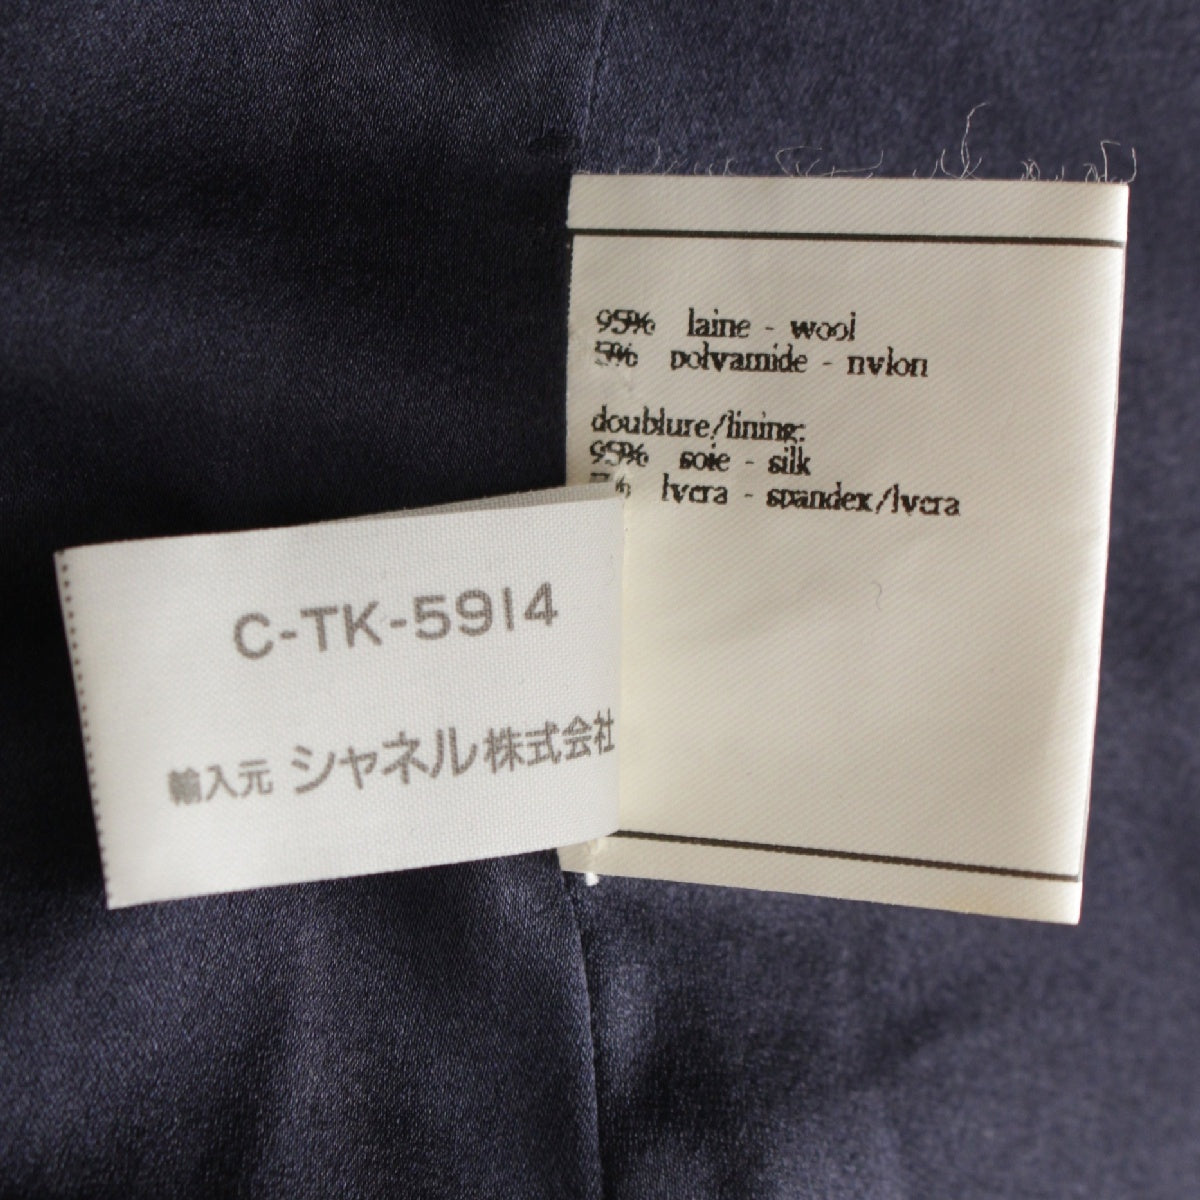 95% laine - wool
5% polyamide - nylon
doublure/lining:
95% soie - silk
% lycra - spandex/lycra
C-TK-5914
輸入元 シャネル株式会社